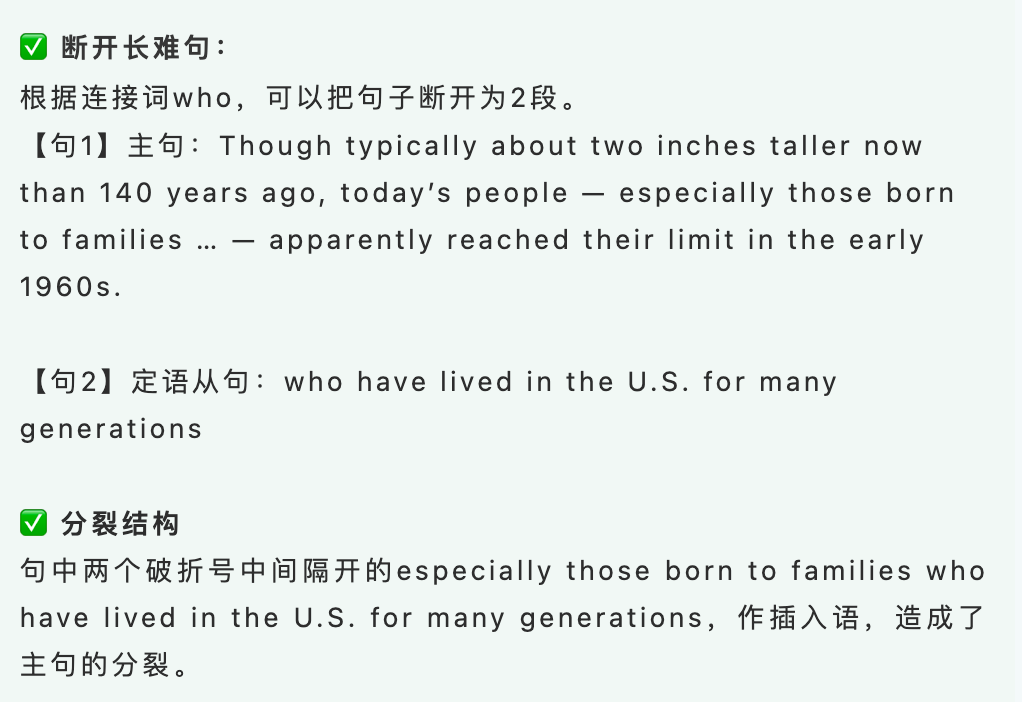 ✅ 断开长难句：
根据连接词who，可以把句子断开为2段。
【句1】主句：Though typically about two inches taller now
than 140 years ago, today’s people — especially those born
to families … — apparently reached their limit in the early
1960s.
【句2】定语从句：who have lived in the U.S. for many
generations
✅ 分裂结构
句中两个破折号中间隔开的especially those born to families who
have lived in the U.S. for many generations，作插入语，造成了
主句的分裂。